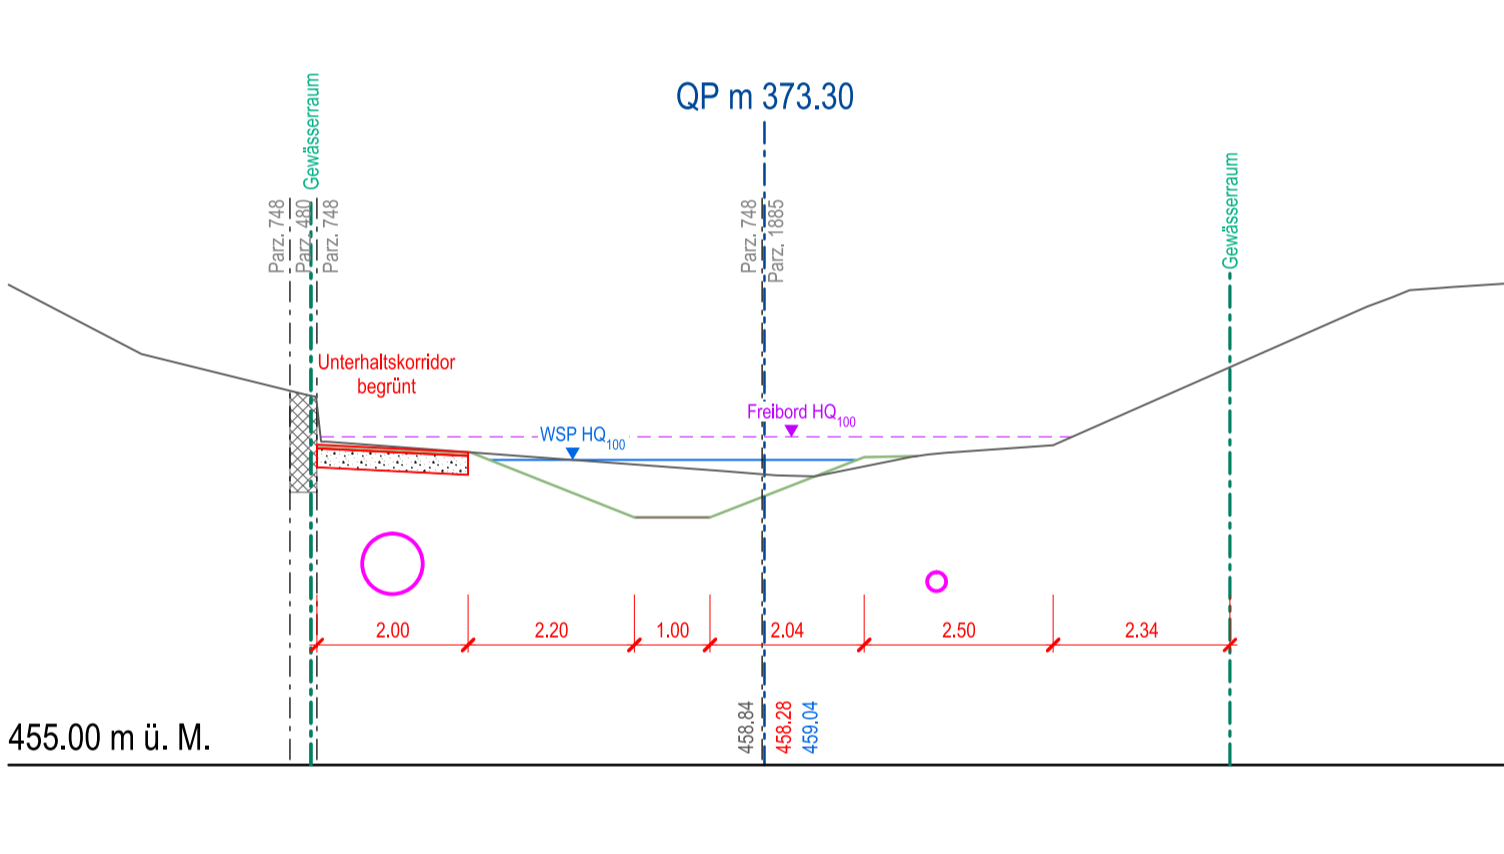 QP m 373.30
Gewässerraum
Gewässerraum
Parz. 748
Parz. 480
Parz. 748
Parz. 748
Parz. 1885
Unterhaltskorridor
begrünt
Freibord HQ100
WSP HQ100
2.00
2.20
1.00
2.04
2.50
2.34
458.84
458.28
459.04
455.00 m ü. M.